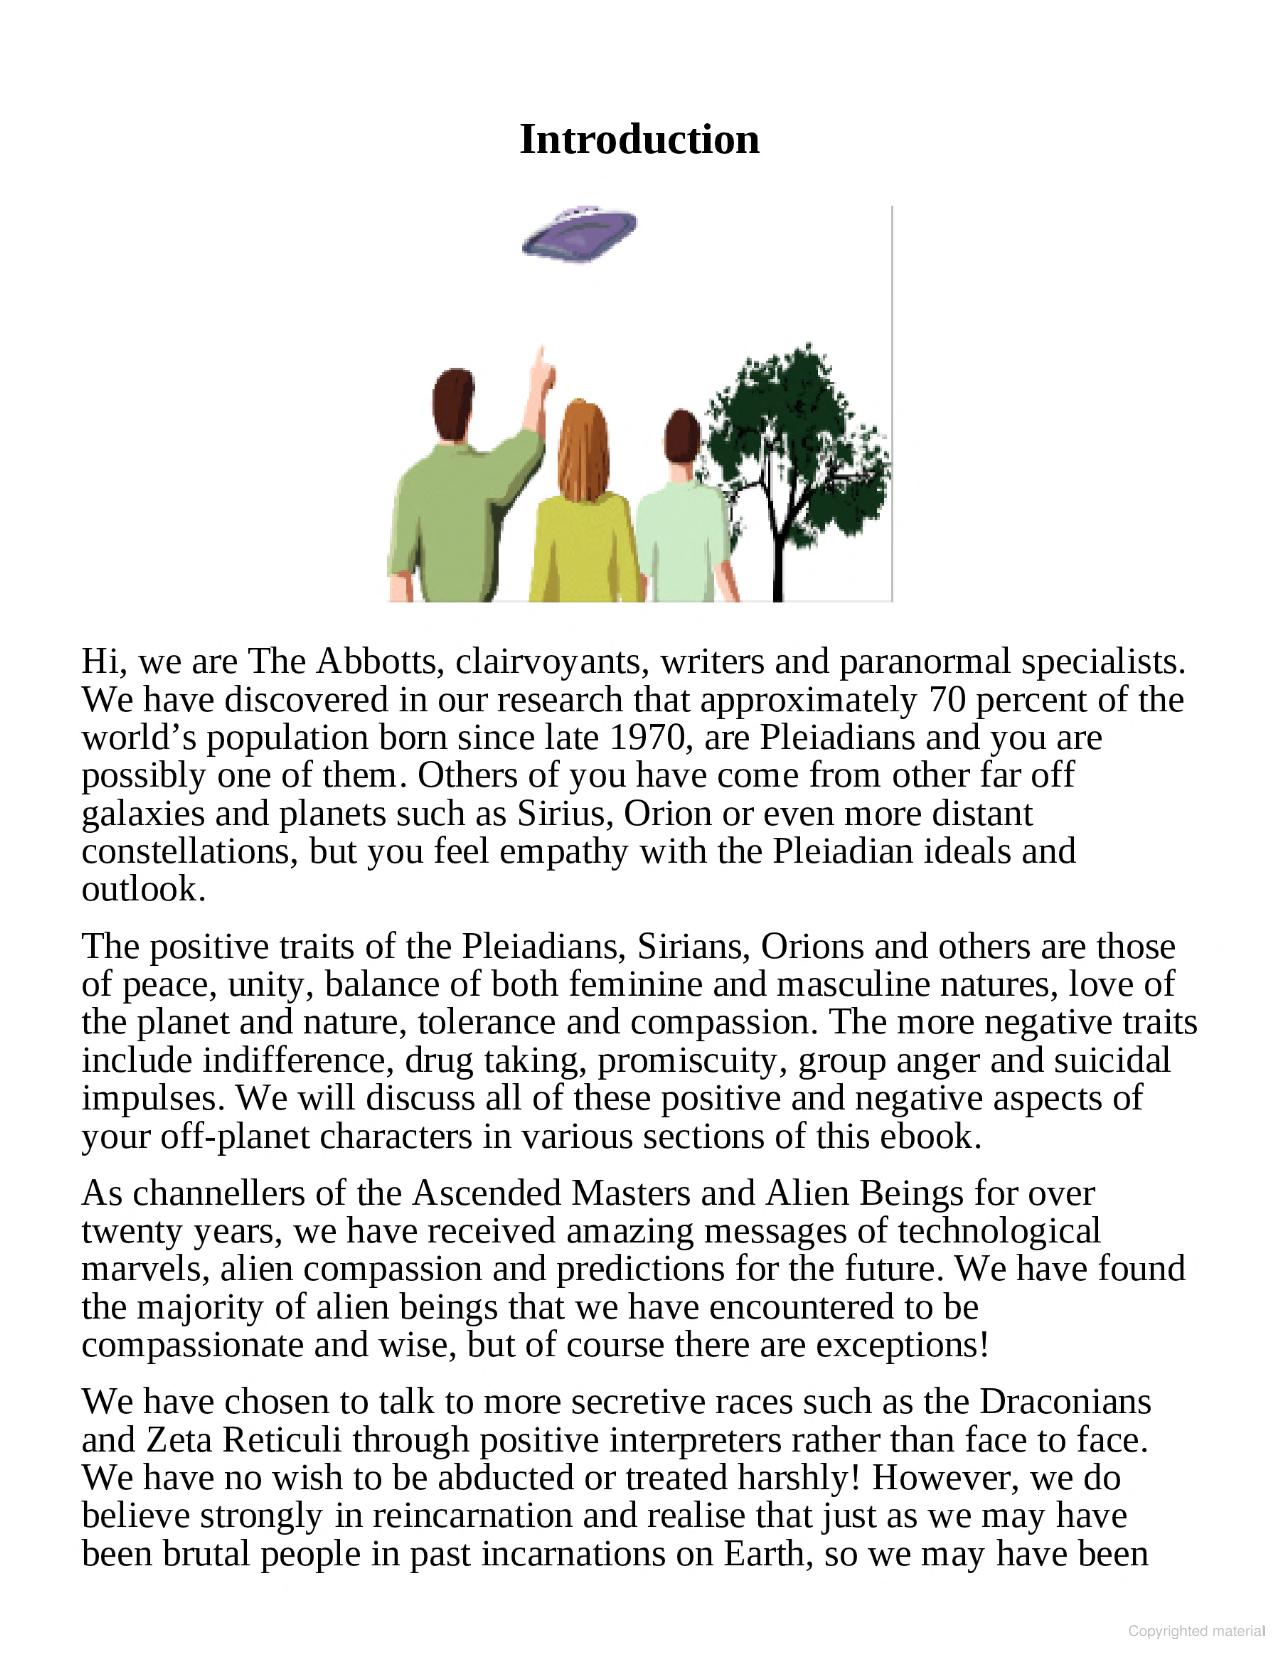 Introduction
Hi, we are The Abbotts, clairvoyants, writers and paranormal specialists.
We have discovered in our research that approximately 70 percent of the
world’s population born since late 1970, are Pleiadians and you are
possibly one of them. Others of you have come from other far off
galaxies and planets such as Sirius, Orion or even more distant
constellations, but you feel empathy with the Pleiadian ideals and
outlook.
The positive traits of the Pleiadians, Sirians, Orions and others are those
of peace, unity, balance of both feminine and masculine natures, love of
the planet and nature, tolerance and compassion. The more negative traits
include indifference, drug taking, promiscuity, group anger and suicidal
impulses. We will discuss all of these positive and negative aspects of
your off-planet characters in various sections of this ebook.
As channellers of the Ascended Masters and Alien Beings for over
twenty years, we have received amazing messages of technological
marvels, alien compassion and predictions for the future. We have found
the majority of alien beings that we have encountered to be
compassionate and wise, but of course there are exceptions!
We have chosen to talk to more secretive races such as the Draconians
and Zeta Reticuli through positive interpreters rather than face to face.
We have no wish to be abducted or treated harshly! However, we do
believe strongly in reincarnation and realise that just as we may have
been brutal people in past incarnations on Earth, so we may have been
Copyrighted material